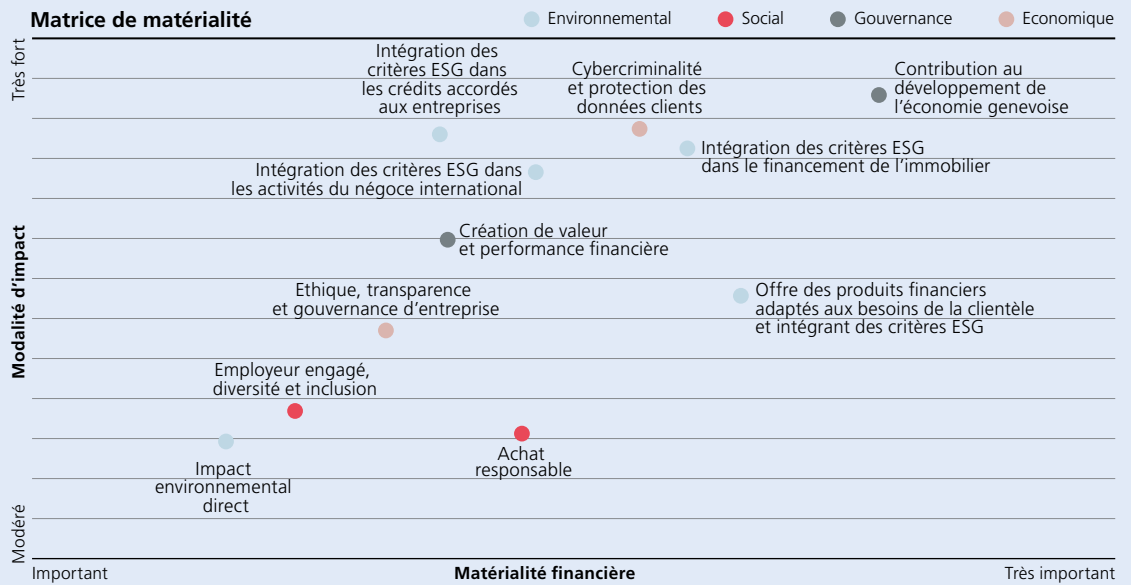 Matrice de matérialité
Environnemental
Social
Gouvernance
Economique
Très fort
Modalité d’impact
Modéré
Intégration des
critères ESG dans
les crédits accordés
aux entreprises
Cybercriminalité
et protection des
données clients
Contribution au
développement de
l’économie genevoise
Intégration des critères ESG
dans le financement de l’immobilier
Intégration des critères ESG dans
les activités du négoce international
Création de valeur
et performance financière
Ethique, transparence
et gouvernance d’entreprise
Offre des produits financiers
adaptés aux besoins de la clientèle
et intégrant des critères ESG
Employeur engagé,
diversité et inclusion
Achat
responsable
Impact
environnemental
direct
Important
Matérialité financière
Très important